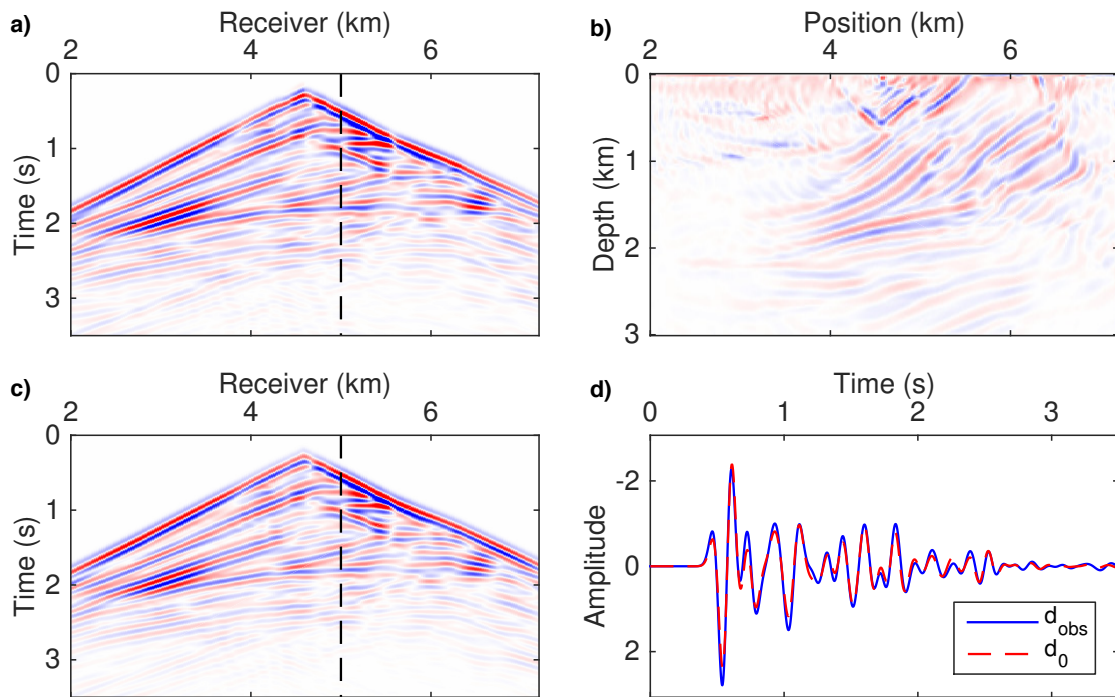 a)
Receiver (km)
2 4 6
0
1
2
3
Time (s)
b)
Position (km)
2 4 6
0
1
2
3
Depth (km)
c)
Receiver (km)
2 4 6
0
1
2
3
Time (s)
d)
Time (s)
0 1 2 3
-2
0
2
Amplitude
d_obs
d_0